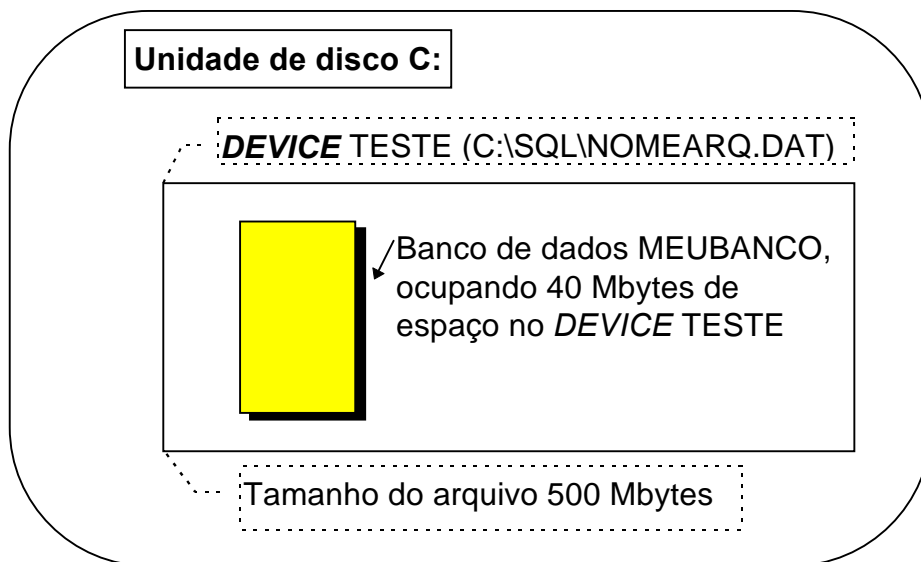 Unidade de disco C:
DEVICE TESTE (C:\SQL\NOMEARQ.DAT)
Banco de dados MEUBANCO,
ocupando 40 Mbytes de
espaço no DEVICE TESTE
Tamanho do arquivo 500 Mbytes